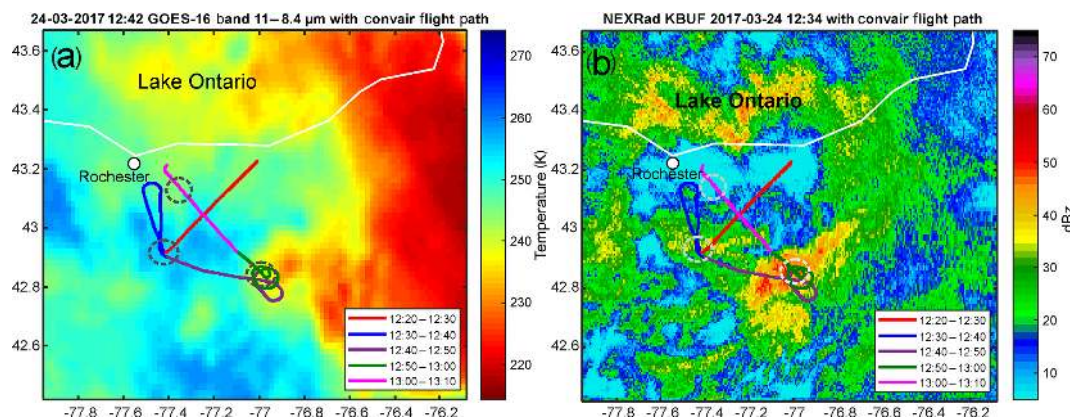 24-03-2017 12:42 GOES-16 band 11–8.4 µm with convair flight path
(a)
Lake Ontario
Rochester
43.6
43.4
43.2
43
42.8
42.6
-77.8 -77.6 -77.4 -77.2 -77 -76.8 -76.6 -76.4 -76.2
12:20–12:30
12:30–12:40
12:40–12:50
12:50–13:00
13:00–13:10
270
260
250
240
230
220
Temperature (K)
NEXRad KBUF 2017-03-24 12:34 with convair flight path
(b)
Lake Ontario
Rochester
43.6
43.4
43.2
43
42.8
42.6
-77.8 -77.6 -77.4 -77.2 -77 -76.8 -76.6 -76.4 -76.2
12:20–12:30
12:30–12:40
12:40–12:50
12:50–13:00
13:00–13:10
70
60
50
40
30
20
10
dBz